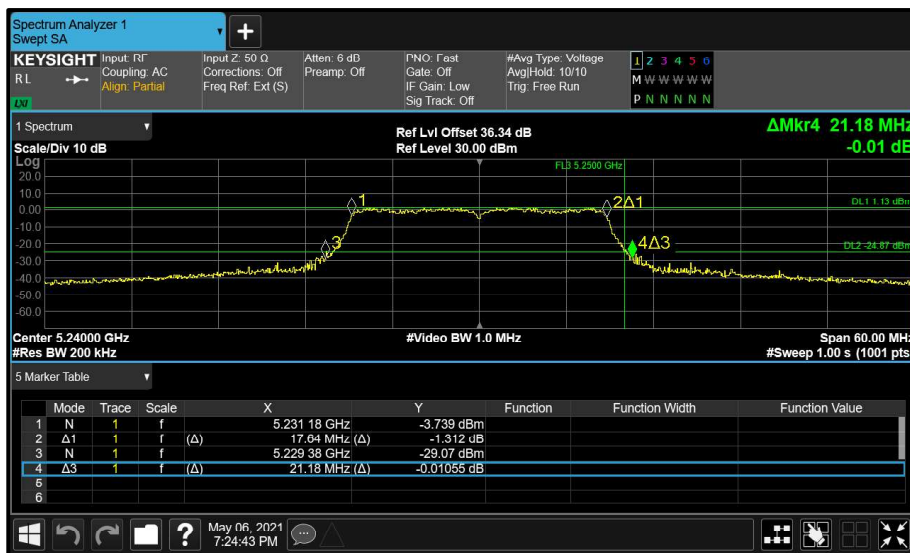 Spectrum Analyzer 1
Swept SA
KEYSIGHT
RL
LXI
Input: RF
Coupling: AC
Align: Partial
Input Z: 50 Ω
Corrections: Off
Freq Ref: Ext (S)
Atten: 6 dB
Preamp: Off
PNO: Fast
Gate: Off
IF Gain: Low
Sig Track: Off
#Avg Type: Voltage
Avg|Hold: 10/10
Trig: Free Run
1 2 3 4 5 6
M W W W W W
P N N N N N
1 Spectrum
Scale/Div 10 dB
Ref Lvl Offset 36.34 dB
Ref Level 30.00 dBm
ΔMkr4 21.18 MHz
-0.01 dB
Log
20.0
10.0
0.00
-10.0
-20.0
-30.0
-40.0
-50.0
-60.0
FL3 5.2500 GHz
1
2Δ1
DL1 1.13 dBm
3
4Δ3
DL2 -24.87 dBm
Center 5.24000 GHz
#Video BW 1.0 MHz
Span 60.00 MHz
#Res BW 200 kHz
#Sweep 1.00 s (1001 pts
5 Marker Table
Mode Trace Scale X Y Function Function Width Function Value
1 N 1 f 5.231 18 GHz -3.739 dBm
2 Δ1 1 f (Δ) 17.64 MHz (Δ) -1.312 dB
3 N 1 f 5.229 38 GHz -29.07 dBm
4 Δ3 1 f (Δ) 21.18 MHz (Δ) -0.01055 dB
5
6
?
May 06, 2021
7:24:43 PM